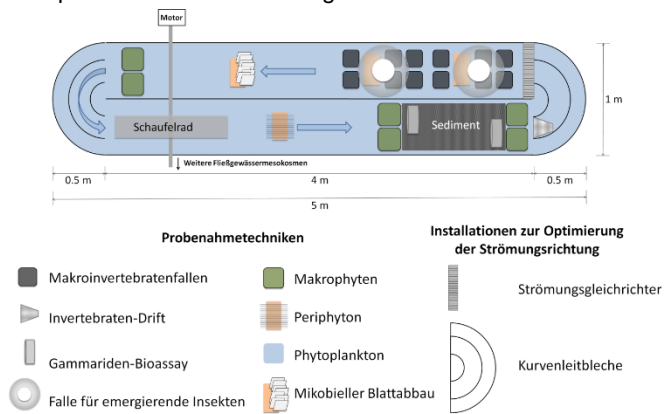 Motor
Schaufelrad
Sediment
1 m
Weitere Fließgewässermesokosmen
0.5 m
4 m
0.5 m
5 m
Probenahmetechniken
Installationen zur Optimierung
der Strömungsrichtung
Makroinvertebratenfallen
Makrophyten
Strömungsgleichrichter
Invertebraten-Drift
Periphyton
Gammariden-Bioassay
Phytoplankton
Kurvenleitbleche
Falle für emergierende Insekten
Mikobieller Blattabbau